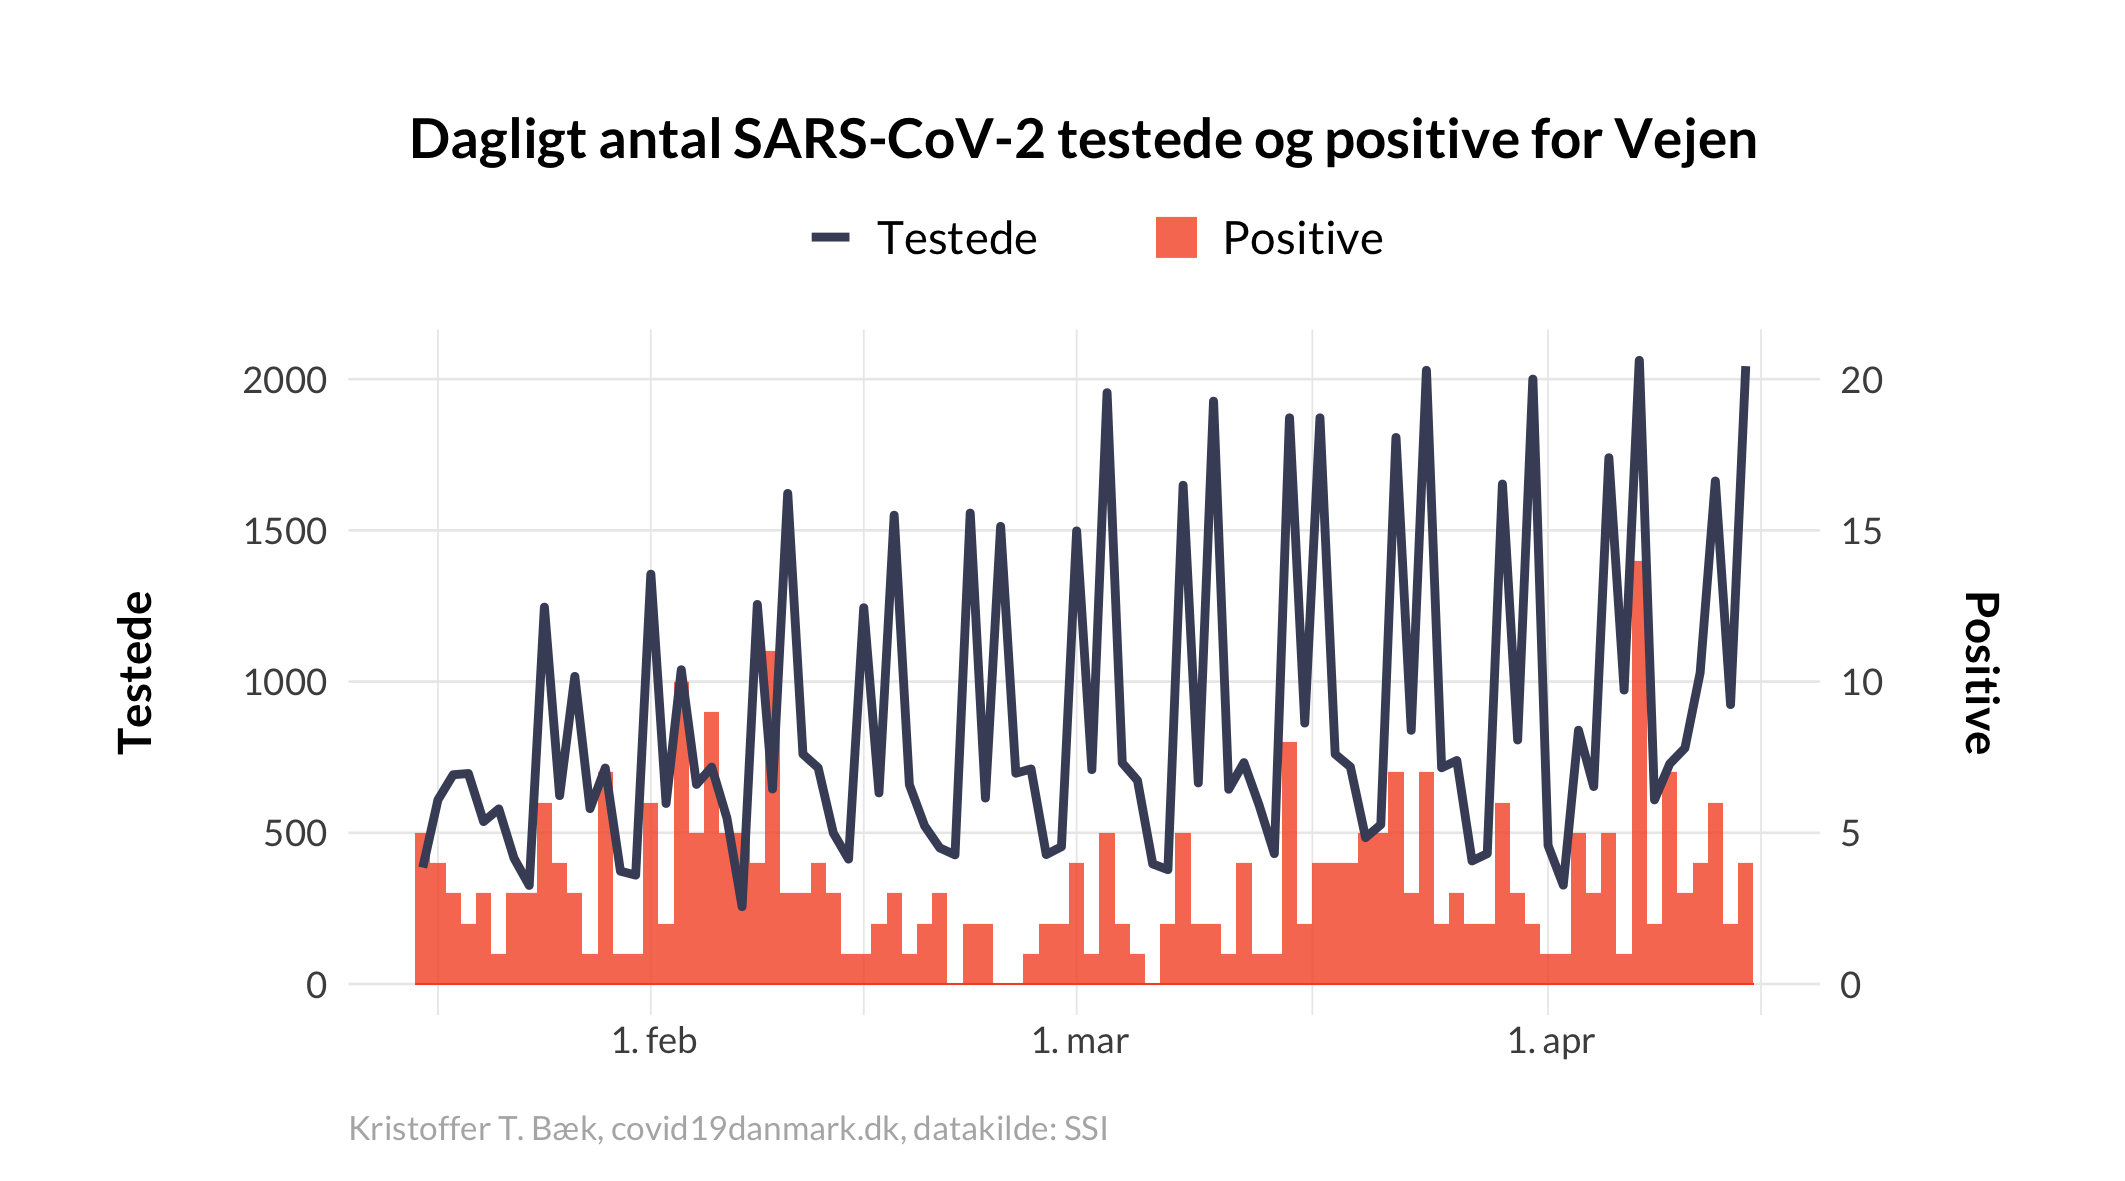 Dagligt antal SARS-CoV-2 testede og positive for Vejen
Testede
Positive
2000
1500
1000
500
0
20
15
10
5
0
Testede
Positive
1. feb
1. mar
1. apr
Kristoffer T. Bæk, covid19danmark.dk, datakilde: SSI